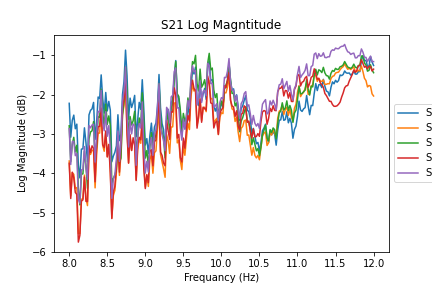 S21 Log Magntitude
Log Magnitude (dB)
−1
−2
−3
−4
−5
−6
8.0 8.5 9.0 9.5 10.0 10.5 11.0 11.5 12.0
Frequancy (Hz)
S
S
S
S
S